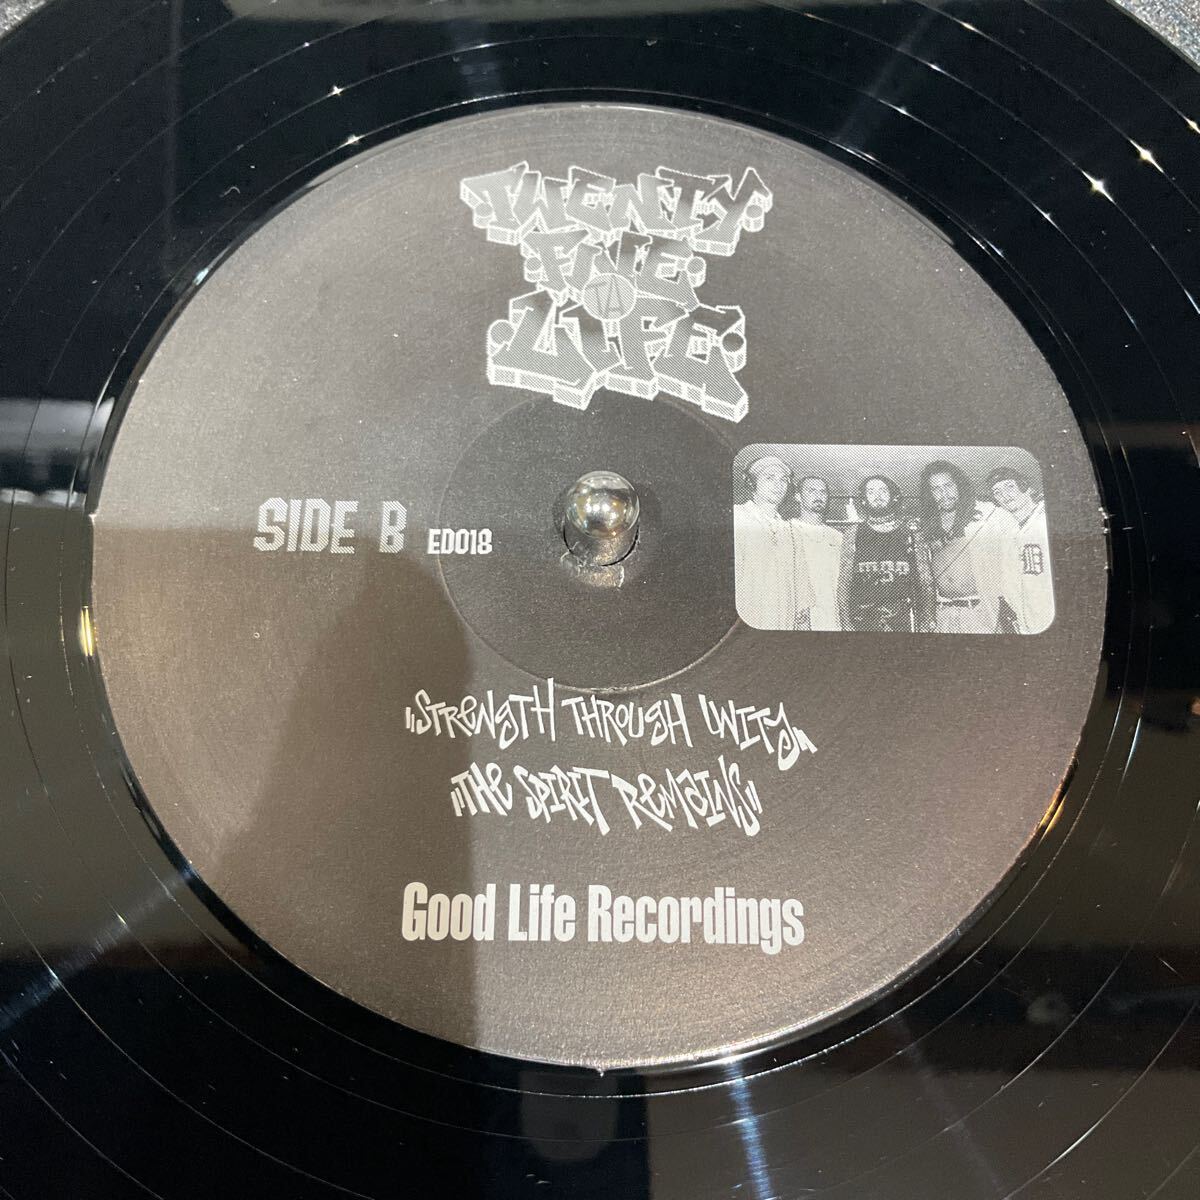 TWENTY
FIVE
TA
LIFE
SIDE B ED018
"STRENGTH THROUGH UNITY"
"THE SPIRIT REMAINS"
Good Life Recordings